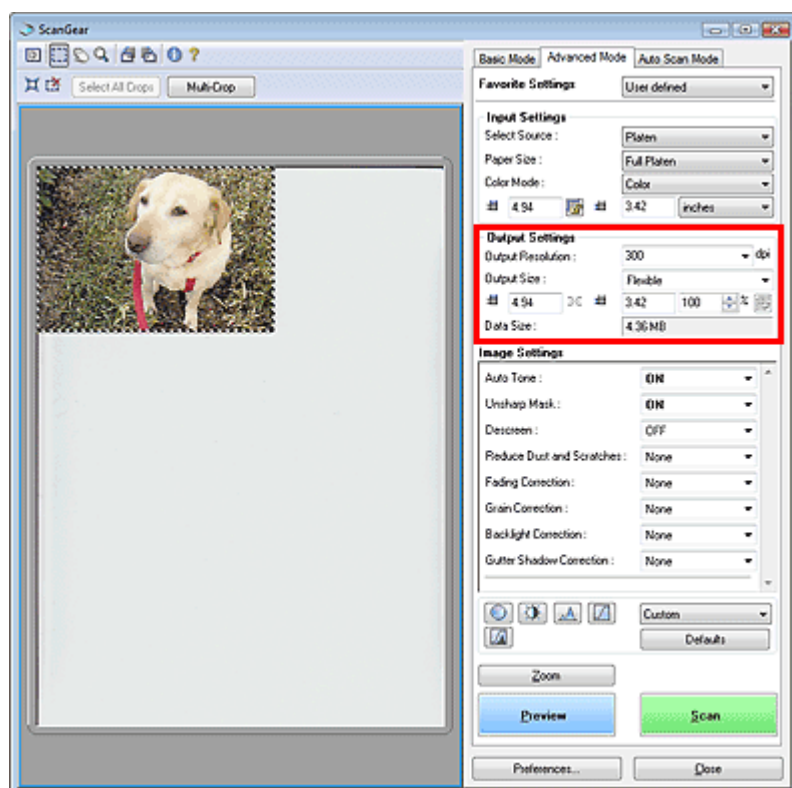 ScanGear
Select All Crops Multi-Crop
Basic Mode Advanced Mode Auto Scan Mode
Favorite Settings User defined
Input Settings
Select Source : Platen
Paper Size : Full Platen
Color Mode : Color
4.94 3.42 inches
Output Settings
Output Resolution : 300 dpi
Output Size : Flexible
4.94 3.42 100 %
Data Size : 4.36 MB
Image Settings
Auto Tone : ON
Unsharp Mask : ON
Descreen : OFF
Reduce Dust and Scratches : None
Fading Correction : None
Grain Correction : None
Backlight Correction : None
Gutter Shadow Correction : None
Custom
Defaults
Zoom
Preview Scan
Preferences... Close